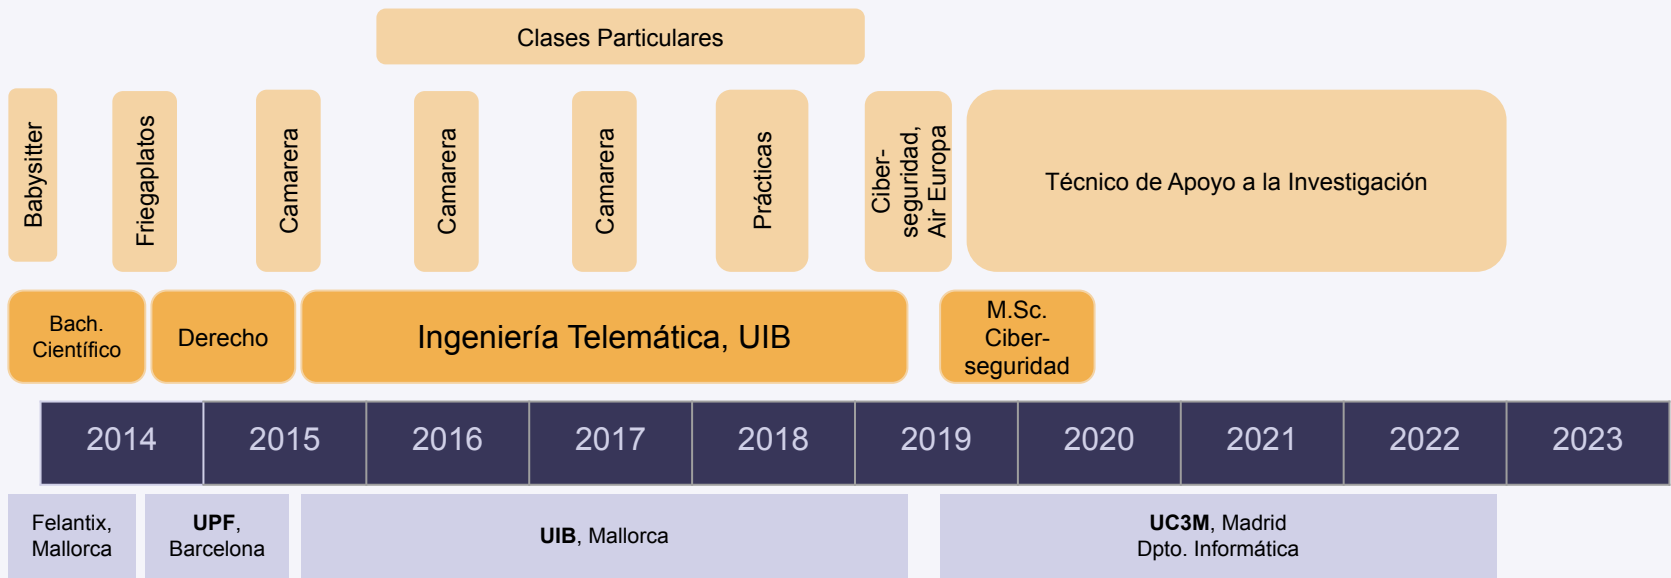 Clases Particulares
Babysitter
Friegaplatos
Camarera
Camarera
Camarera
Prácticas
Ciber-
seguridad,
Air Europa
Técnico de Apoyo a la Investigación
Bach.
Científico
Derecho
Ingeniería Telemática, UIB
M.Sc.
Ciber-
seguridad
2014
2015
2016
2017
2018
2019
2020
2021
2022
2023
Felantix,
Mallorca
UPF,
Barcelona
UIB, Mallorca
UC3M, Madrid
Dpto. Informática